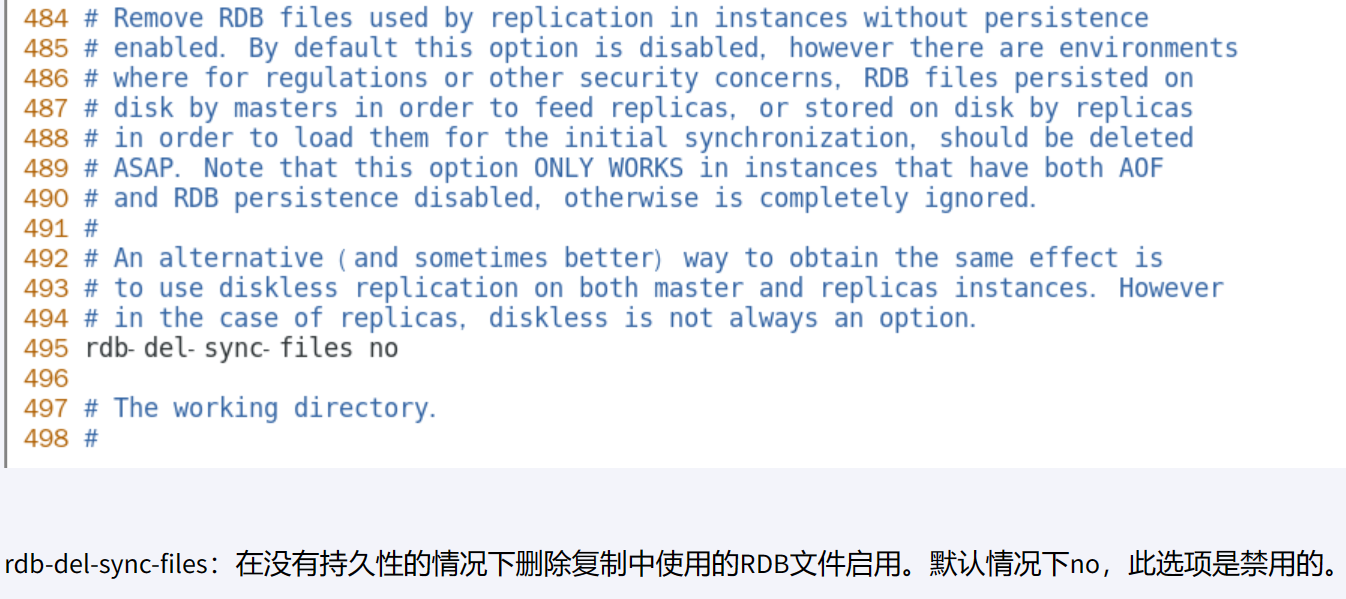 484 # Remove RDB files used by replication in instances without persistence
485 # enabled. By default this option is disabled, however there are environments
486 # where for regulations or other security concerns, RDB files persisted on
487 # disk by masters in order to feed replicas, or stored on disk by replicas
488 # in order to load them for the initial synchronization, should be deleted
489 # ASAP. Note that this option ONLY WORKS in instances that have both AOF
490 # and RDB persistence disabled, otherwise is completely ignored.
491 #
492 # An alternative (and sometimes better) way to obtain the same effect is
493 # to use diskless replication on both master and replicas instances. However
494 # in the case of replicas, diskless is not always an option.
495 rdb-del-sync-files no
496
497 # The working directory.
498 #
rdb-del-sync-files：在没有持久性的情况下删除复制中使用的RDB文件启用。默认情况下no，此选项是禁用的。